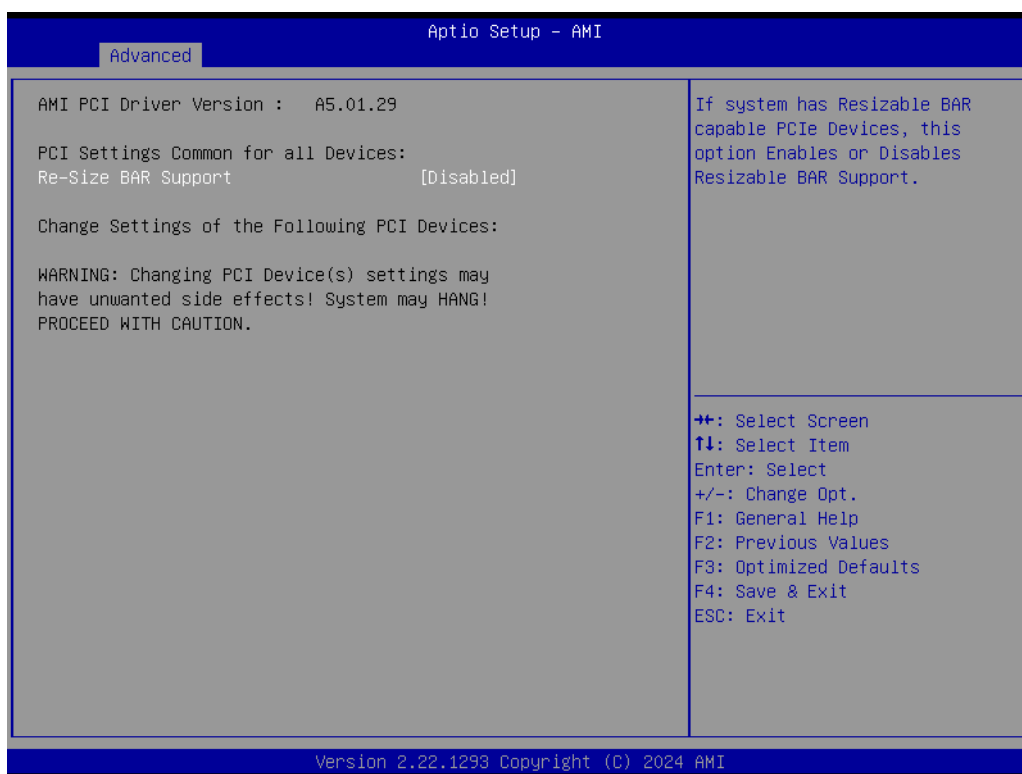 Aptio Setup – AMI
Advanced
AMI PCI Driver Version : A5.01.29
PCI Settings Common for all Devices:
Re-Size BAR Support [Disabled]
Change Settings of the Following PCI Devices:
WARNING: Changing PCI Device(s) settings may
have unwanted side effects! System may HANG!
PROCEED WITH CAUTION.
If system has Resizable BAR
capable PCIe Devices, this
option Enables or Disables
Resizable BAR Support.
→←: Select Screen
↑↓: Select Item
Enter: Select
+/-: Change Opt.
F1: General Help
F2: Previous Values
F3: Optimized Defaults
F4: Save & Exit
ESC: Exit
Version 2.22.1293 Copyright (C) 2024 AMI